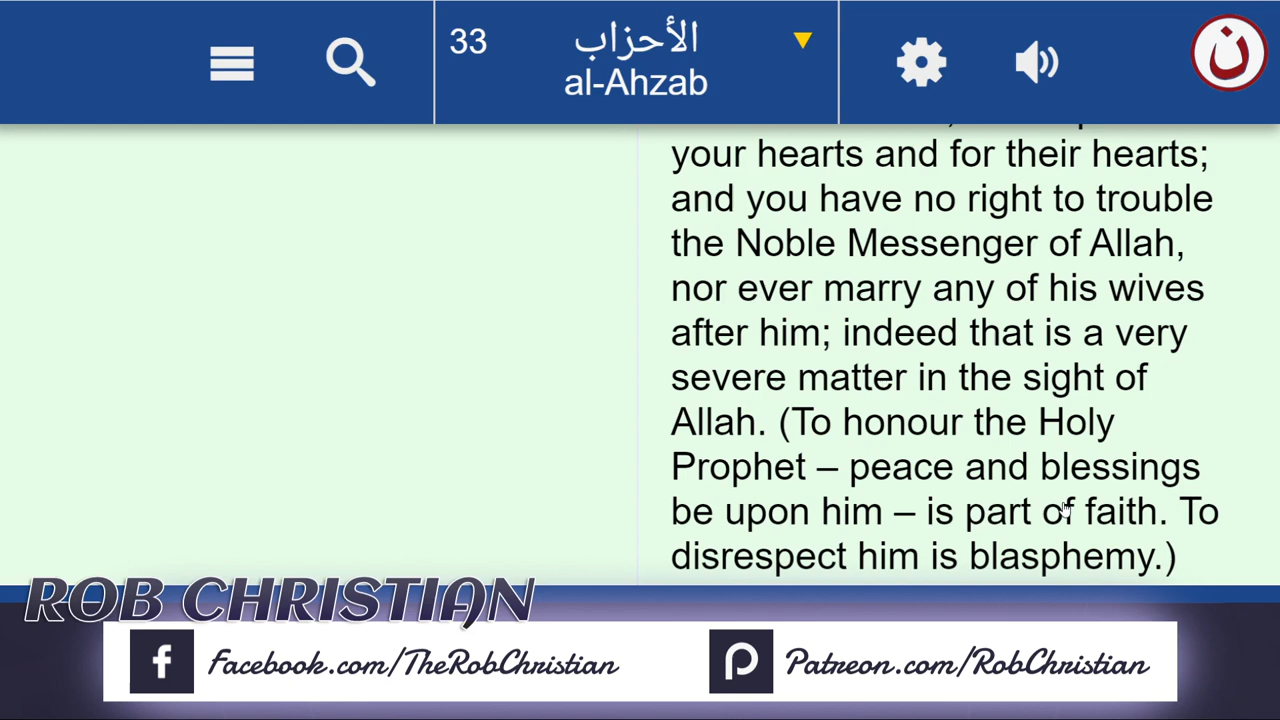 33
الأحزاب
al-Ahzab
ن
your hearts and for their hearts;
and you have no right to trouble
the Noble Messenger of Allah,
nor ever marry any of his wives
after him; indeed that is a very
severe matter in the sight of
Allah. (To honour the Holy
Prophet – peace and blessings
be upon him – is part of faith. To
disrespect him is blasphemy.)
ROB CHRISTIAN
Facebook.com/TheRobChristian
Patreon.com/RobChristian